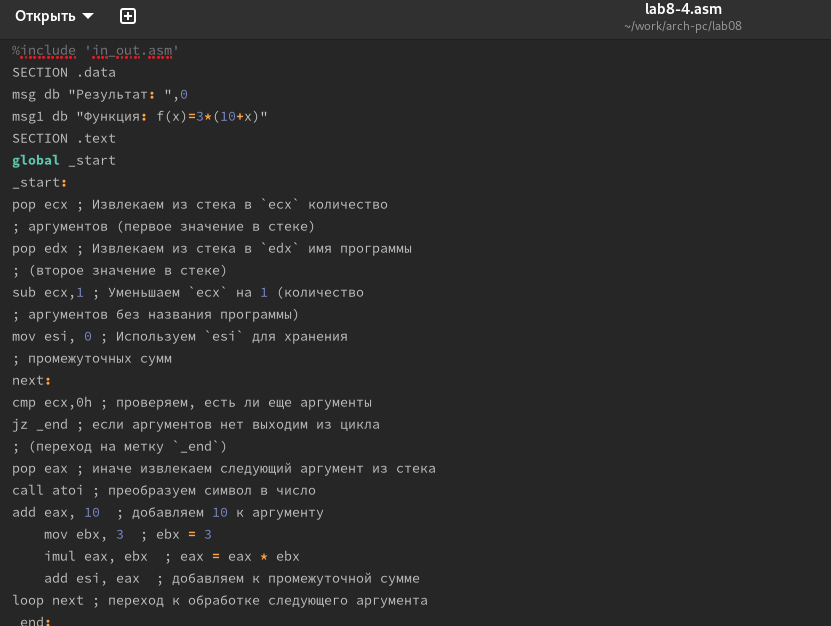 Открыть
lab8-4.asm
~/work/arch-pc/lab08
%include 'in_out.asm'
SECTION .data
msg db "Результат: ",0
msg1 db "Функция: f(x)=3*(10+x)"
SECTION .text
global _start
_start:
pop ecx ; Извлекаем из стека в `ecx` количество
; аргументов (первое значение в стеке)
pop edx ; Извлекаем из стека в `edx` имя программы
; (второе значение в стеке)
sub ecx,1 ; Уменьшаем `ecx` на 1 (количество
; аргументов без названия программы)
mov esi, 0 ; Используем `esi` для хранения
; промежуточных сумм
next:
cmp ecx,0h ; проверяем, есть ли еще аргументы
jz _end ; если аргументов нет выходим из цикла
; (переход на метку `_end`)
pop eax ; иначе извлекаем следующий аргумент из стека
call atoi ; преобразуем символ в число
add eax, 10  ; добавляем 10 к аргументу
    mov ebx, 3  ; ebx = 3
    imul eax, ebx  ; eax = eax * ebx
    add esi, eax  ; добавляем к промежуточной сумме
loop next ; переход к обработке следующего аргумента
_end: